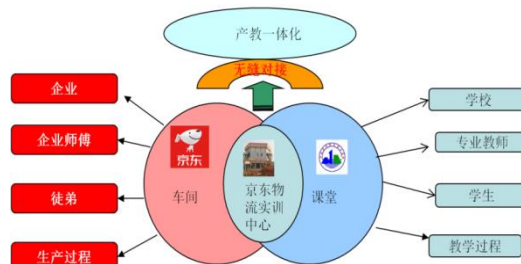 产教一体化
无缝对接
企业
企业师傅
徒弟
生产过程
京东
车间
京东物
流实训
中心
课堂
学校
专业教师
学生
教学过程